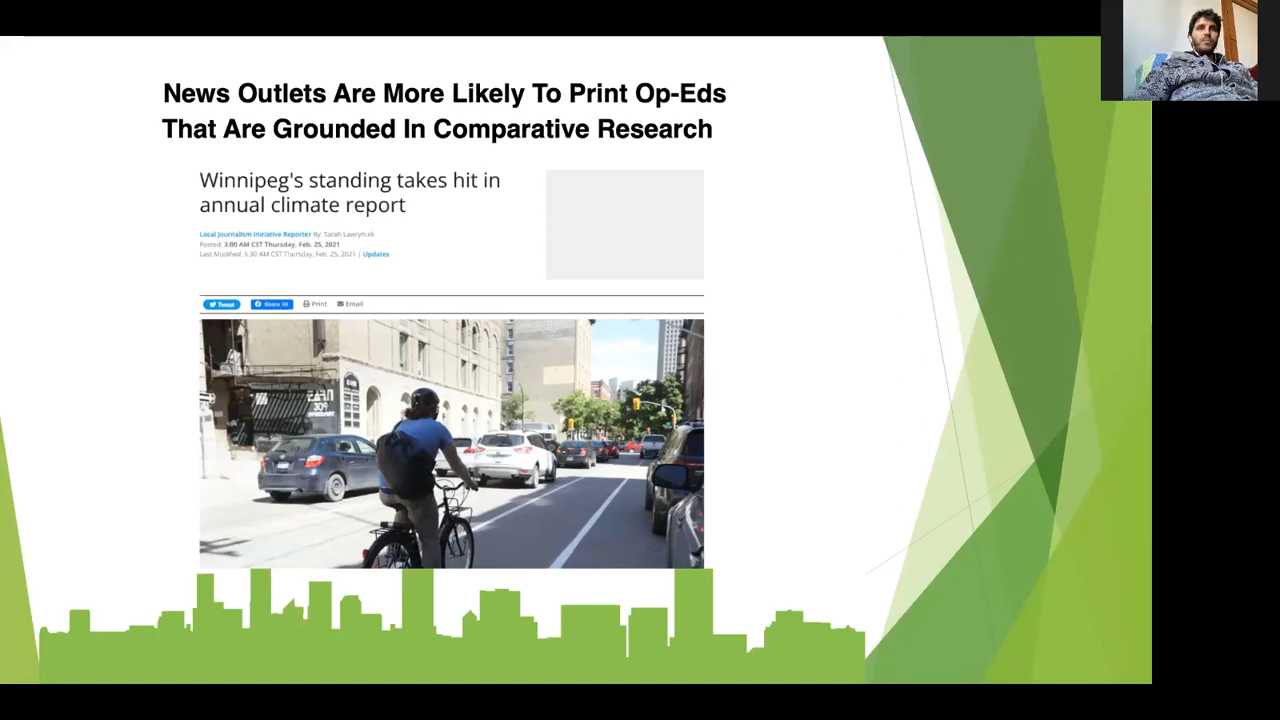 News Outlets Are More Likely To Print Op-Eds
That Are Grounded In Comparative Research
Winnipeg's standing takes hit in
annual climate report
Local Journalism Initiative Reporter By: Sarah Lawrynuik
Posted: 3:00 AM CST Thursday, Feb. 25, 2021
Last Modified: 6:30 AM CST Thursday, Feb. 25, 2021 | Updates
Tweet Share Print Email
309